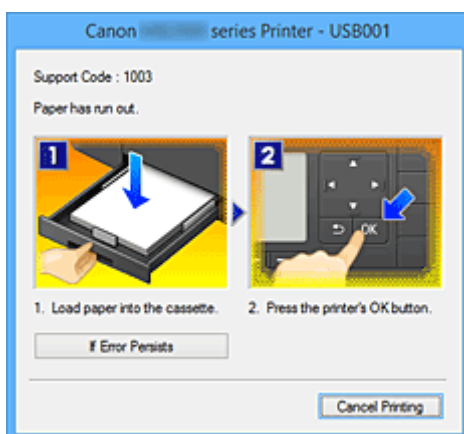 Canon series Printer - USB001
Support Code : 1003
Paper has run out.
1
2
OK
1. Load paper into the cassette.
2. Press the printer's OK button.
If Error Persists
Cancel Printing